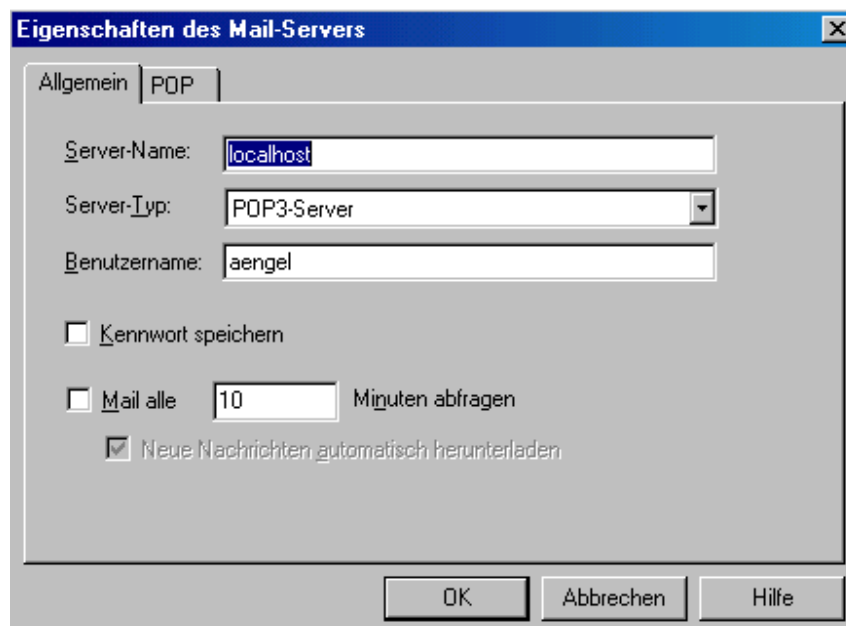 Eigenschaften des Mail-Servers
Allgemein POP
Server-Name: localhost
Server-Typ: POP3-Server
Benutzername: aengel
Kennwort speichern
Mail alle 10 Minuten abfragen
Neue Nachrichten automatisch herunterladen
OK Abbrechen Hilfe